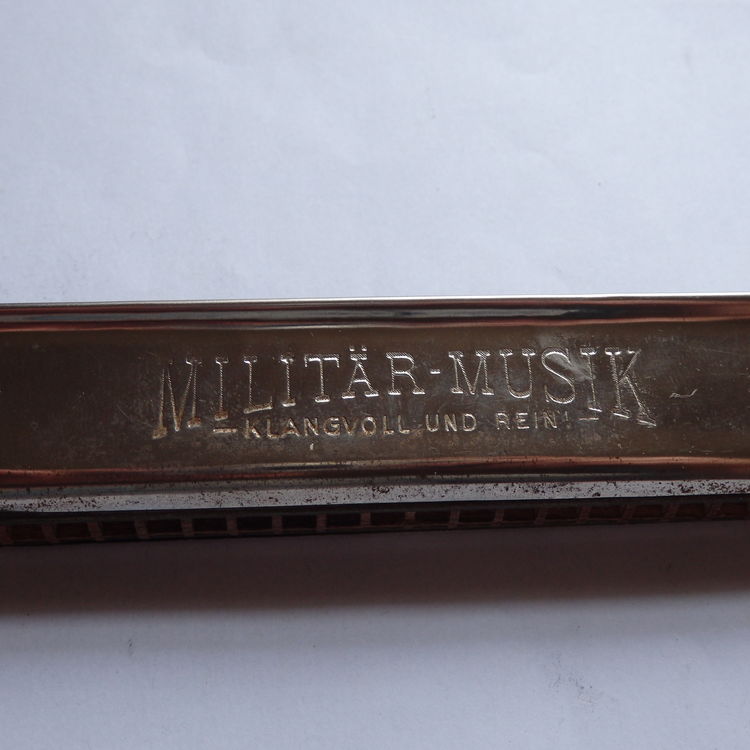 MILITÄR-MUSIK
–KLANGVOLL UND REIN!–